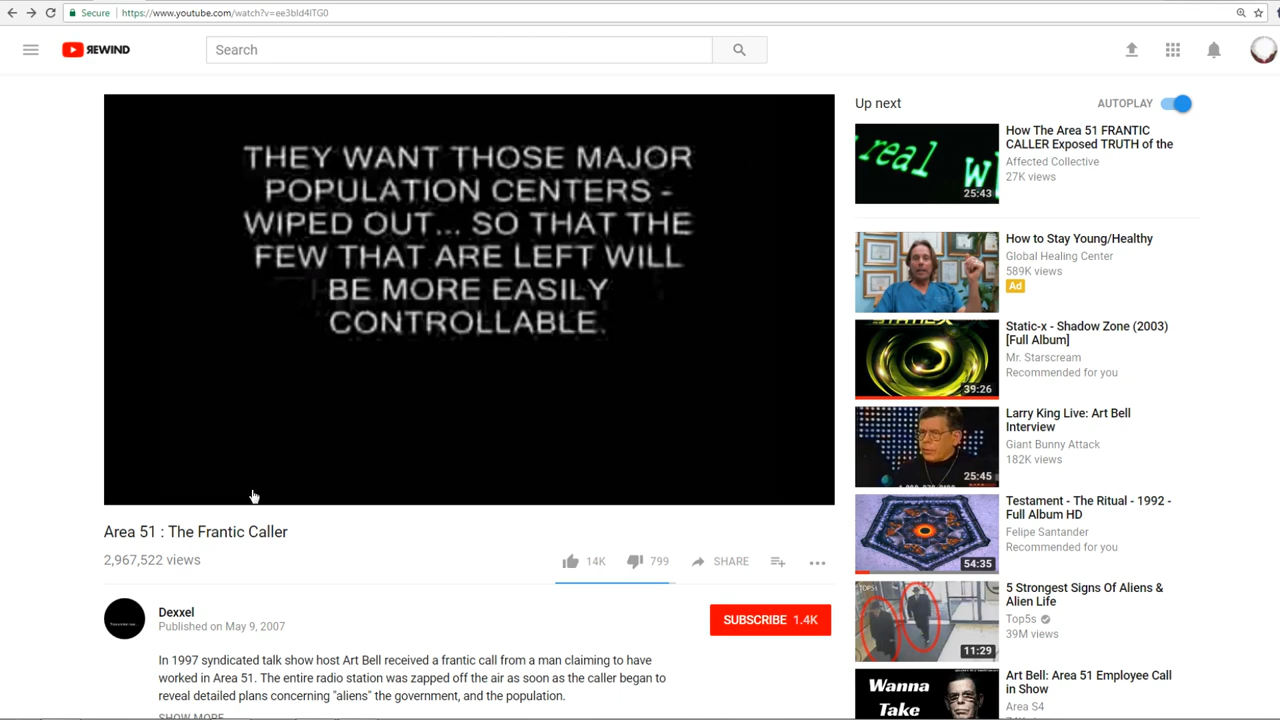 Secure
https://www.youtube.com/watch?v=ee3bld4lTG0
REWIND
Search
THEY WANT THOSE MAJOR
POPULATION CENTERS -
WIPED OUT... SO THAT THE
FEW THAT ARE LEFT WILL
BE MORE EASILY
CONTROLLABLE.
Area 51 : The Frantic Caller
2,967,522 views
14K
799
SHARE
Dexxel
Published on May 9, 2007
SUBSCRIBE 1.4K
In 1997 syndicated talk show host Art Bell received a frantic call from a man claiming to have
worked in Area 51. The entire radio station was zapped off the air as soon as the caller began to
reveal detailed plans concerning "aliens" the government, and the population.
SHOW MORE
Up next
AUTOPLAY
real w
25:43
How The Area 51 FRANTIC
CALLER Exposed TRUTH of the
Affected Collective
27K views
How to Stay Young/Healthy
Global Healing Center
589K views
Ad
STATIC-X
39:26
Static-x - Shadow Zone (2003)
[Full Album]
Mr. Starscream
Recommended for you
25:45
Larry King Live: Art Bell
Interview
Giant Bunny Attack
182K views
54:35
Testament - The Ritual - 1992 -
Full Album HD
Felipe Santander
Recommended for you
TOP5s
11:29
5 Strongest Signs Of Aliens &
Alien Life
Top5s
39M views
Wanna
Take
Art Bell: Area 51 Employee Call
in Show
Area S4